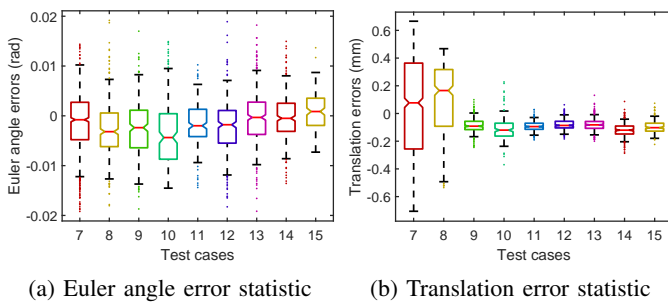 0.02
0.01
0
-0.01
-0.02
Euler angle errors (rad)
7 8 9 10 11 12 13 14 15
Test cases
0.6
0.4
0.2
0
-0.2
-0.4
-0.6
Translation errors (mm)
7 8 9 10 11 12 13 14 15
Test cases
(a) Euler angle error statistic
(b) Translation error statistic